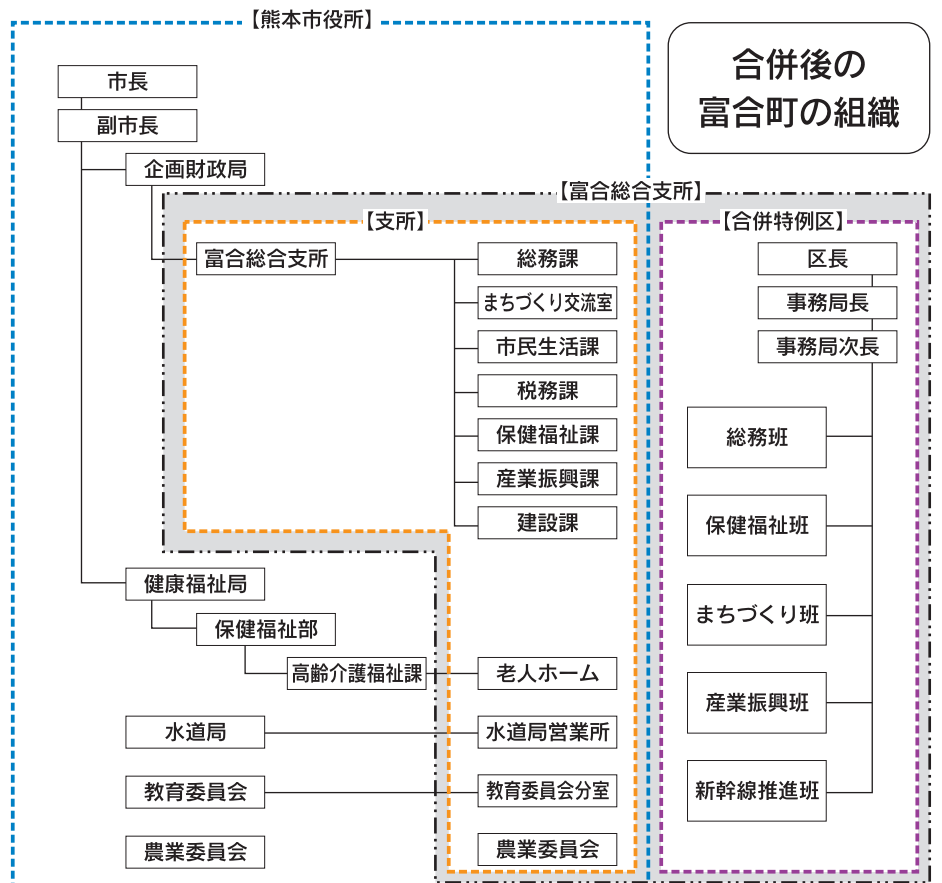 【熊本市役所】
合併後の
富合町の組織
市長
副市長
企画財政局
【富合総合支所】
【支所】
【合併特例区】
富合総合支所
総務課
まちづくり交流室
市民生活課
税務課
保健福祉課
産業振興課
建設課
区長
事務局長
事務局次長
総務班
保健福祉班
まちづくり班
産業振興班
新幹線推進班
健康福祉局
保健福祉部
高齢介護福祉課
老人ホーム
水道局
水道局営業所
教育委員会
教育委員会分室
農業委員会
農業委員会